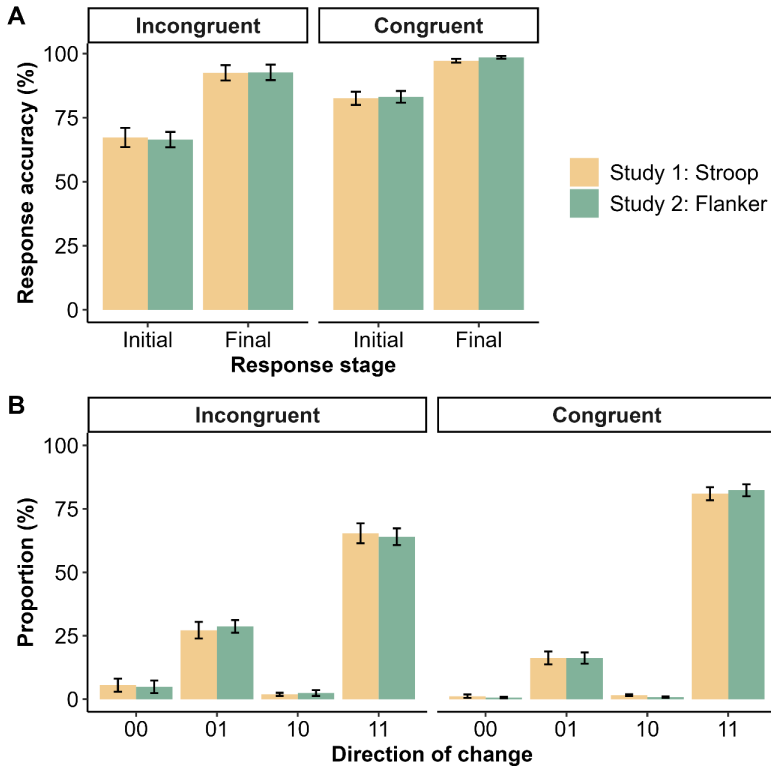 A
Incongruent Congruent
Response accuracy (%)
100
75
50
25
0
Initial Final Initial Final
Response stage
Study 1: Stroop
Study 2: Flanker
B
Incongruent Congruent
Proportion (%)
100
75
50
25
0
00 01 10 11 00 01 10 11
Direction of change